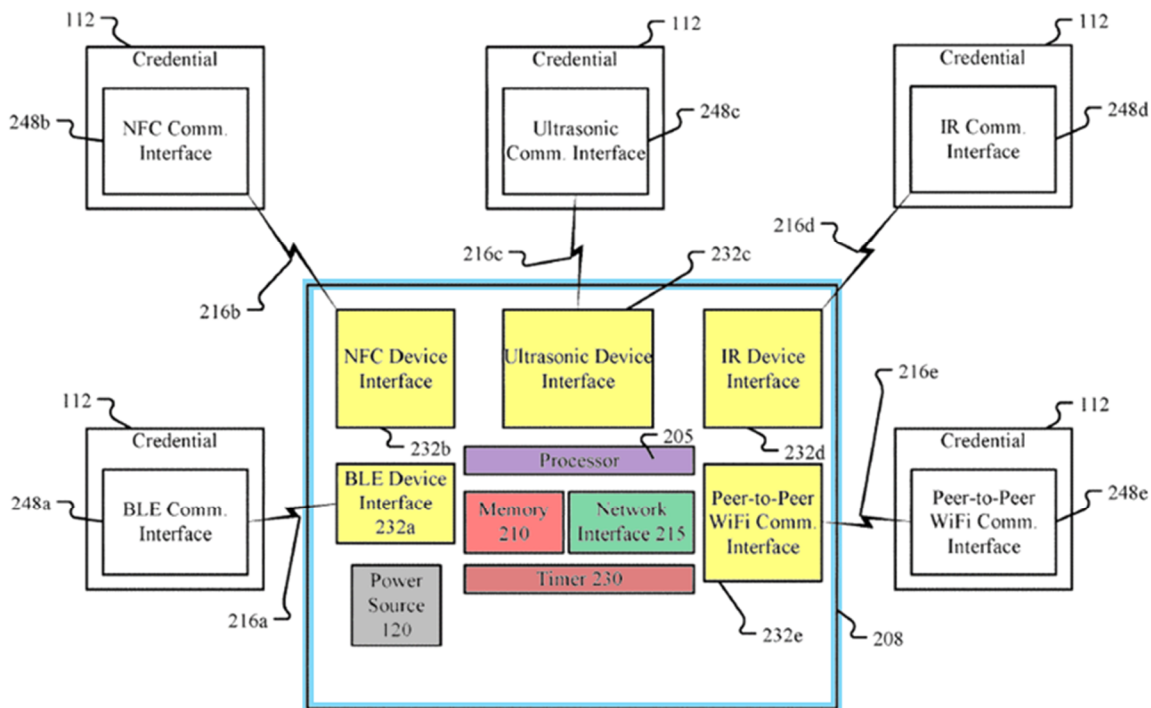 112
Credential
NFC Comm.
Interface
248b
112
Credential
Ultrasonic
Comm. Interface
248c
112
Credential
IR Comm.
Interface
248d
216b
216c
232c
216d
NFC Device
Interface
Ultrasonic Device
Interface
IR Device
Interface
216e
232b
205
232d
112
Credential
BLE Comm.
Interface
248a
216a
BLE Device
Interface
232a
Processor
Memory
210
Network
Interface 215
Timer 230
Power
Source
120
Peer-to-Peer
WiFi Comm.
Interface
232e
208
112
Credential
Peer-to-Peer
WiFi Comm.
Interface
248e